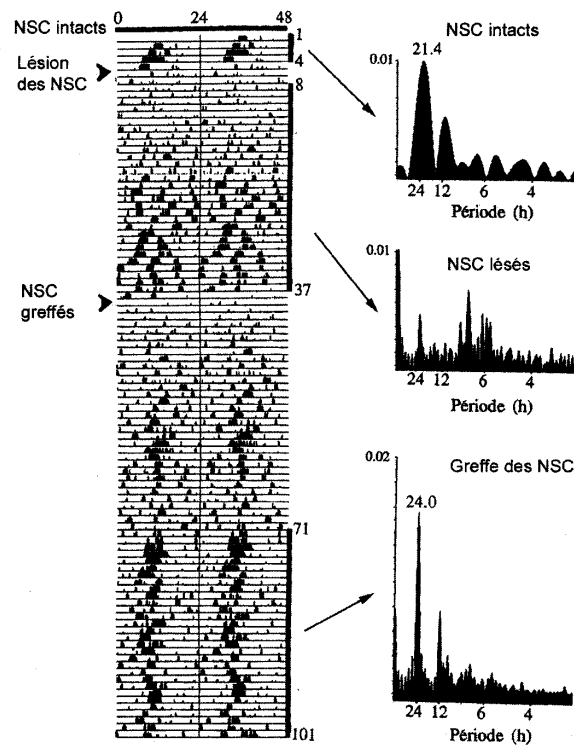 0 24 48
NSC intacts
1
4
Lésion
des NSC
8
37
NSC
greffés
71
101
NSC intacts
21.4
0.01
24 12 6 4
Période (h)
0.01
NSC lésés
24 12 6 4
Période (h)
0.02
Greffe des NSC
24.0
24 12 6 4
Période (h)